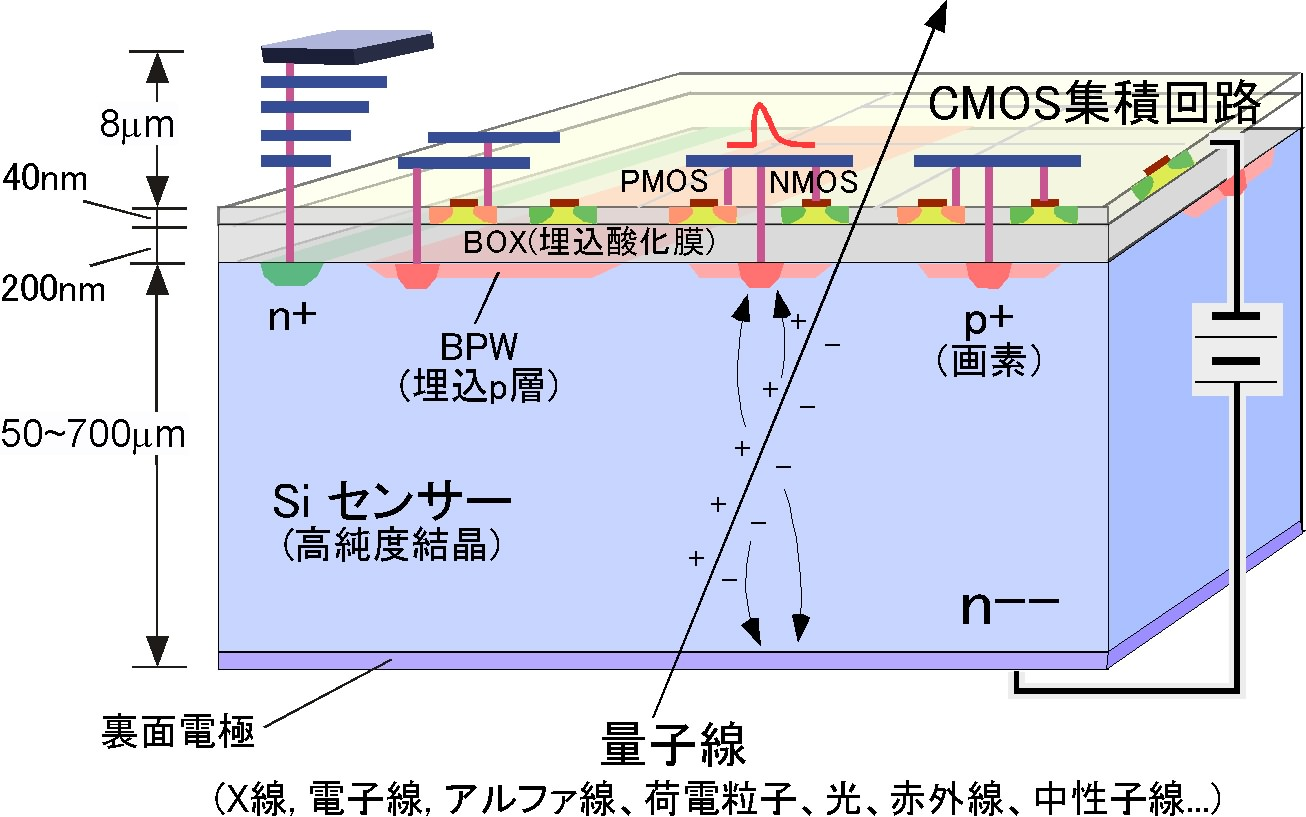 CMOS集積回路
8μm
40nm
PMOS
NMOS
BOX(埋込酸化膜)
200nm
n+
p+
(画素)
BPW
(埋込p層)
50~700μm
Si センサー
(高純度結晶)
+
−
+
−
+
−
+
−
+
−
n−−
裏面電極
量子線
(X線, 電子線, アルファ線、荷電粒子、光、赤外線、中性子線...)